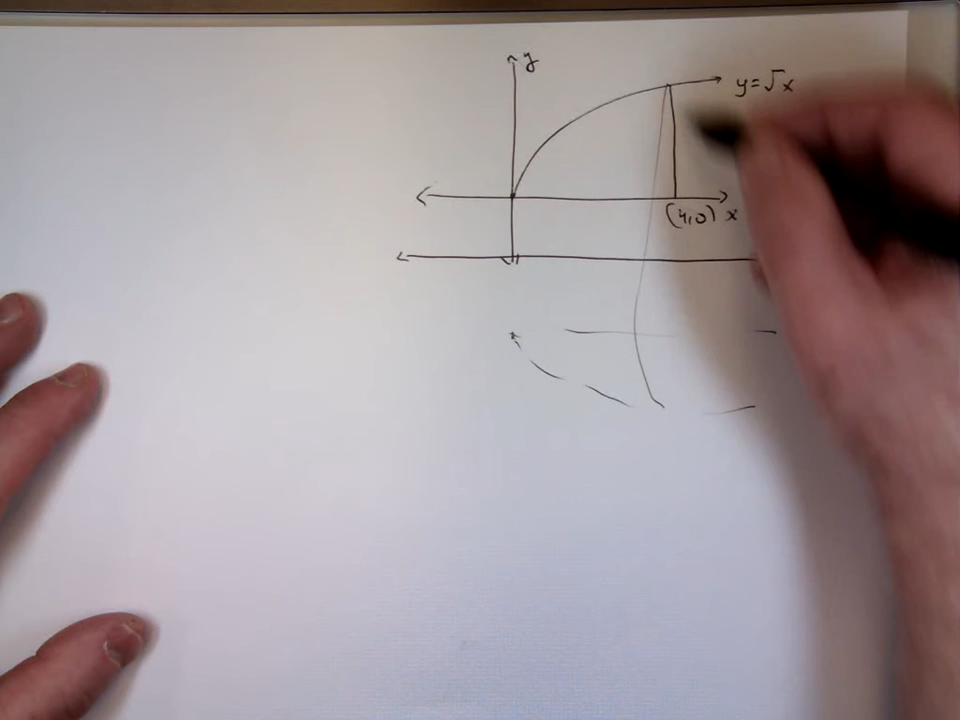 y
y=√x
(4,0) x